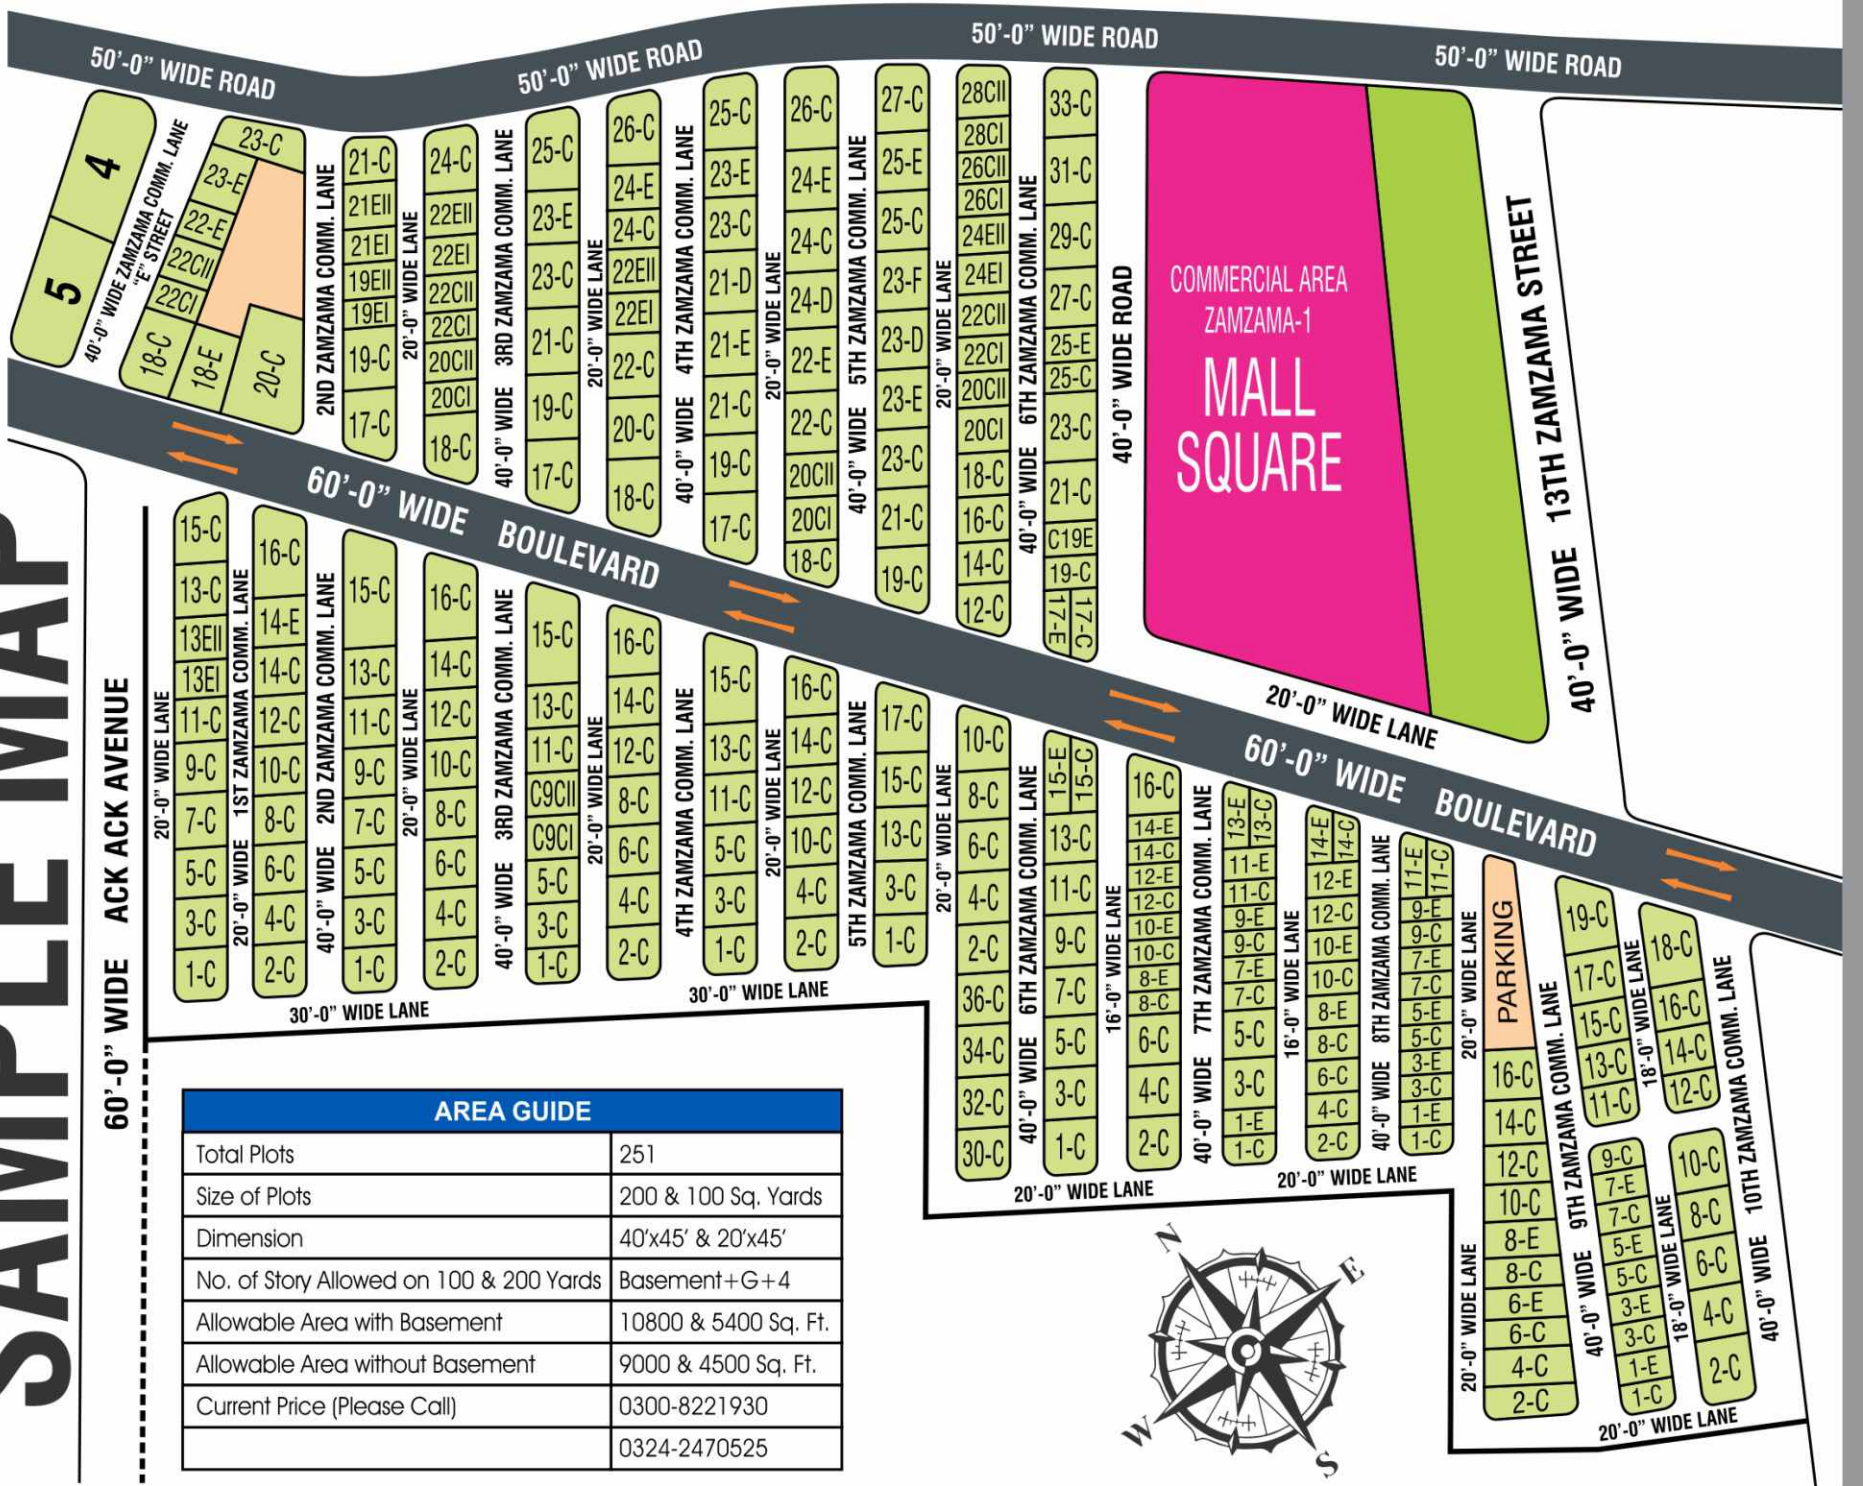 SAMPLE MAP
50'-0" WIDE ROAD
50'-0" WIDE ROAD
50'-0" WIDE ROAD
50'-0" WIDE ROAD
4
5
40'-0" WIDE ZAMZAMA COMM. LANE
"E" STREET
23-C
23-E
22-E
22CII
22CI
18-C
18-E
20-C
2ND ZAMZAMA COMM. LANE
21-C
21EII
21EI
19EII
19EI
19-C
17-C
20'-0" WIDE LANE
24-C
22EII
22EI
22CII
22CI
20CII
20CI
18-C
40'-0" WIDE 3RD ZAMZAMA COMM. LANE
25-C
23-E
23-C
21-C
19-C
17-C
20'-0" WIDE LANE
26-C
24-E
24-C
22EII
22EI
22-C
20-C
18-C
40'-0" WIDE 4TH ZAMZAMA COMM. LANE
25-C
23-E
23-C
21-D
21-E
21-C
19-C
17-C
20'-0" WIDE LANE
26-C
24-E
24-C
24-D
22-E
22-C
20CII
20CI
18-C
40'-0" WIDE 5TH ZAMZAMA COMM. LANE
27-C
25-E
25-C
23-F
23-D
23-E
23-C
21-C
19-C
20'-0" WIDE LANE
28CII
28CI
26CII
26CI
24EII
24EI
22CII
22CI
20CII
20CI
18-C
16-C
14-C
12-C
40'-0" WIDE 6TH ZAMZAMA COMM. LANE
33-C
31-C
29-C
27-C
25-E
25-C
23-C
21-C
C19E
19-C
17-E
17-C
40'-0" WIDE ROAD
COMMERCIAL AREA
ZAMZAMA-1
MALL
SQUARE
40'-0" WIDE 13TH ZAMZAMA STREET
20'-0" WIDE LANE
60'-0" WIDE BOULEVARD
60'-0" WIDE BOULEVARD
60'-0" WIDE ACK ACK AVENUE
20'-0" WIDE LANE
15-C
13-C
13EII
13EI
11-C
9-C
7-C
5-C
3-C
1-C
20'-0" WIDE 1ST ZAMZAMA COMM. LANE
16-C
14-E
14-C
12-C
10-C
8-C
6-C
4-C
2-C
40'-0" WIDE 2ND ZAMZAMA COMM. LANE
15-C
13-C
11-C
9-C
7-C
5-C
3-C
1-C
20'-0" WIDE LANE
16-C
14-C
12-C
10-C
8-C
6-C
4-C
2-C
40'-0" WIDE 3RD ZAMZAMA COMM. LANE
15-C
13-C
11-C
C9CII
C9CI
5-C
3-C
1-C
20'-0" WIDE LANE
16-C
14-C
12-C
8-C
6-C
4-C
2-C
4TH ZAMZAMA COMM. LANE
15-C
13-C
11-C
5-C
3-C
1-C
20'-0" WIDE LANE
16-C
14-C
12-C
10-C
4-C
2-C
5TH ZAMZAMA COMM. LANE
17-C
15-C
13-C
3-C
1-C
20'-0" WIDE LANE
10-C
8-C
6-C
4-C
2-C
36-C
34-C
32-C
30-C
40'-0" WIDE 6TH ZAMZAMA COMM. LANE
15-E
15-C
13-C
11-C
9-C
7-C
5-C
3-C
1-C
16'-0" WIDE LANE
16-C
14-E
14-C
12-E
12-C
10-E
10-C
8-E
8-C
6-C
4-C
2-C
40'-0" WIDE 7TH ZAMZAMA COMM. LANE
13-E
13-C
11-E
11-C
9-E
9-C
7-E
7-C
5-C
3-C
1-E
1-C
16'-0" WIDE LANE
14-E
14-C
12-E
12-C
10-E
10-C
8-E
8-C
6-C
4-C
2-C
40'-0" WIDE 8TH ZAMZAMA COMM. LANE
11-E
11-C
9-E
9-C
7-E
7-C
5-E
5-C
3-E
3-C
1-E
1-C
20'-0" WIDE LANE
PARKING
16-C
14-C
12-C
10-C
8-E
8-C
6-E
6-C
4-C
2-C
20'-0" WIDE LANE
40'-0" WIDE 9TH ZAMZAMA COMM. LANE
19-C
17-C
15-C
13-C
11-C
9-C
7-E
7-C
5-E
5-C
3-E
3-C
1-E
1-C
18'-0" WIDE LANE
18'-0" WIDE LANE
18-C
16-C
14-C
12-C
10-C
8-C
6-C
4-C
2-C
40'-0" WIDE 10TH ZAMZAMA COMM. LANE
30'-0" WIDE LANE
30'-0" WIDE LANE
20'-0" WIDE LANE
20'-0" WIDE LANE
20'-0" WIDE LANE
AREA GUIDE
Total Plots 251
Size of Plots 200 & 100 Sq. Yards
Dimension 40'x45' & 20'x45'
No. of Story Allowed on 100 & 200 Yards Basement+G+4
Allowable Area with Basement 10800 & 5400 Sq. Ft.
Allowable Area without Basement 9000 & 4500 Sq. Ft.
Current Price (Please Call) 0300-8221930
0324-2470525
N
E
W
S